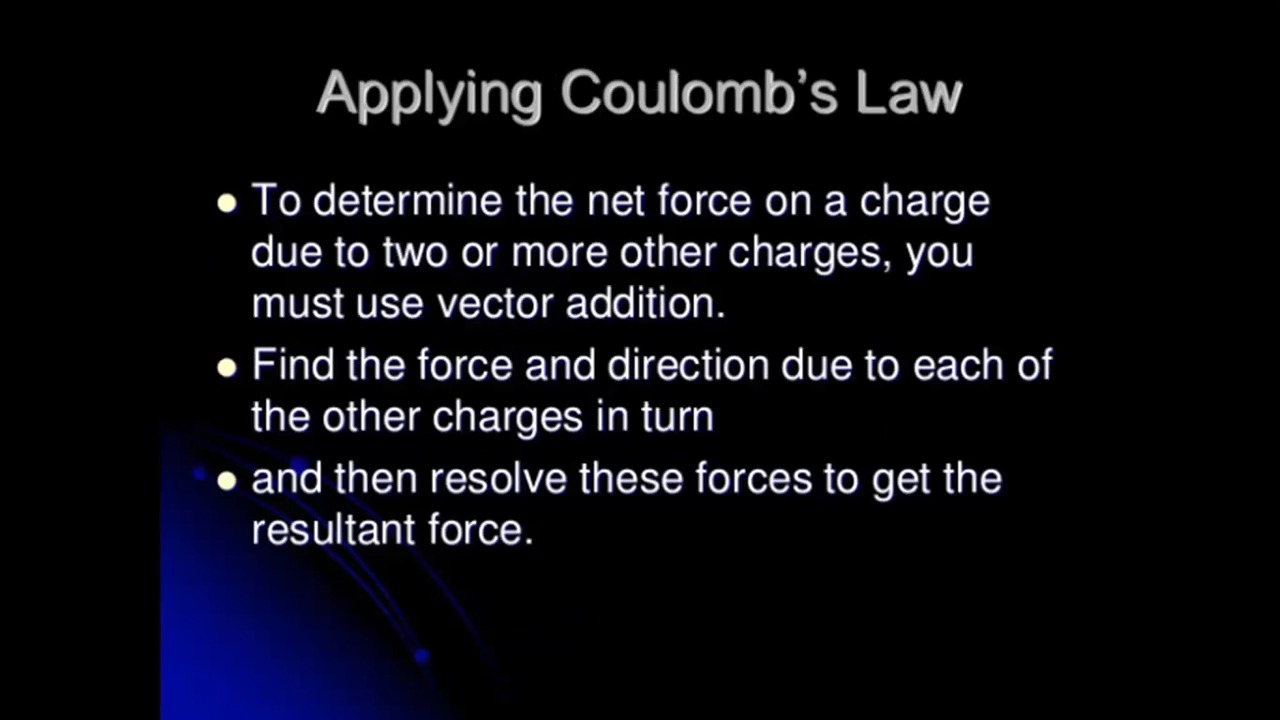 Applying Coulomb’s Law
● To determine the net force on a charge
due to two or more other charges, you
must use vector addition.
● Find the force and direction due to each of
the other charges in turn
● and then resolve these forces to get the
resultant force.